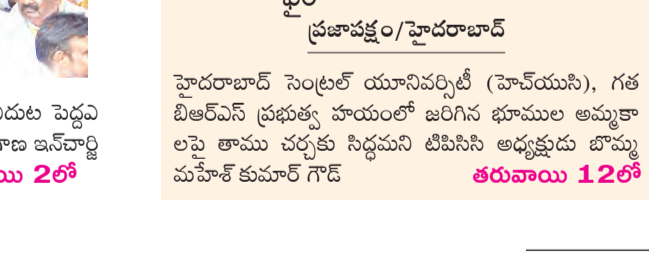 ప్రజాపక్షం/హైదరాబాద్
హైదరాబాద్ సెంట్రల్ యూనివర్సిటీ (హెచ్‌యుసి), గత
బిఆర్ఎస్ ప్రభుత్వ హయంలో జరిగిన భూముల అమ్మకా
లపై తాము చర్చకు సిద్ధమని టిపిసిసి అధ్యక్షుడు బొమ్మ
మహేశ్ కుమార్ గౌడ్ తరువాయి 12లో
పెద్దఎ
ఇన్‌చార్జి
2లో